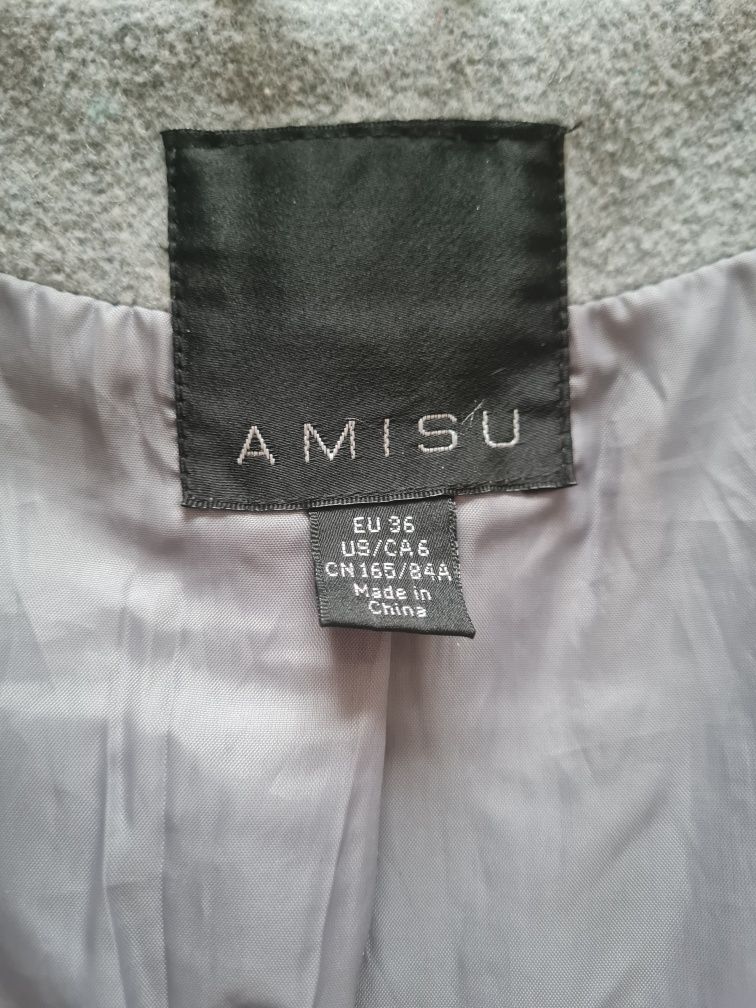 AMISU
EU 36
US/CA 6
CN 165/84A
Made in
China